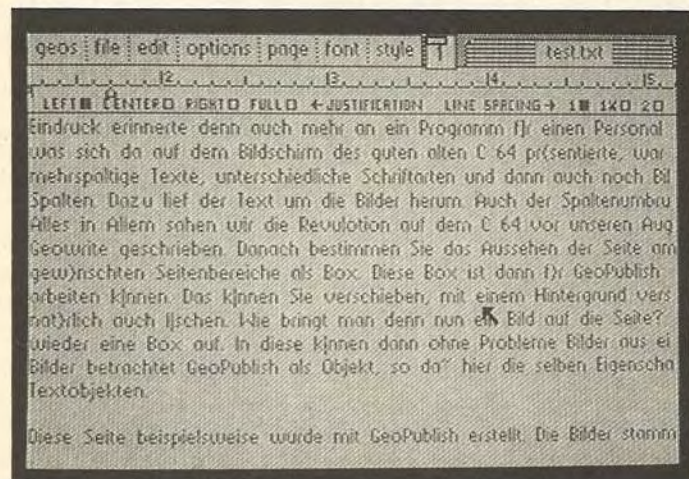 geos file edit options page font style T test.txt
12 13 14 15
LEFT CENTER RIGHT FULL ←JUSTIFICATION LINE SPACING→ 1 1½ 2
Eindruck erinnerte denn auch mehr an ein Programm f}r einen Personal
was sich da auf dem Bildschirm des guten alten C 64 pr{sentierte, war
mehrspaltige Texte, unterschiedliche Schriftarten und dann auch noch Bil
Spalten. Dazu lief der Text um die Bilder herum. Auch der Spaltenumbru
Alles in Allem sahen wir die Revulotion auf dem C 64 vor unseren Aug
Geowrite geschrieben. Danach bestimmen Sie das Aussehen der Seite am
gew}nschten Seitenbereiche als Box. Diese Box ist dann f}r GeoPublish
arbeiten k|nnen. Das k|nnen Sie verschieben, mit einem Hintergrund vers
nat}rlich auch l|schen. Wie bringt man denn nun ein Bild auf die Seite?
wieder eine Box auf. In diese k|nnen dann ohne Probleme Bilder aus ei
Bilder betrachtet GeoPublish als Objekt, so da~ hier die selben Eigenscha
Textobjekten.
Diese Seite beispielsweise wurde mit GeoPublish erstellt. Die Bilder stamm